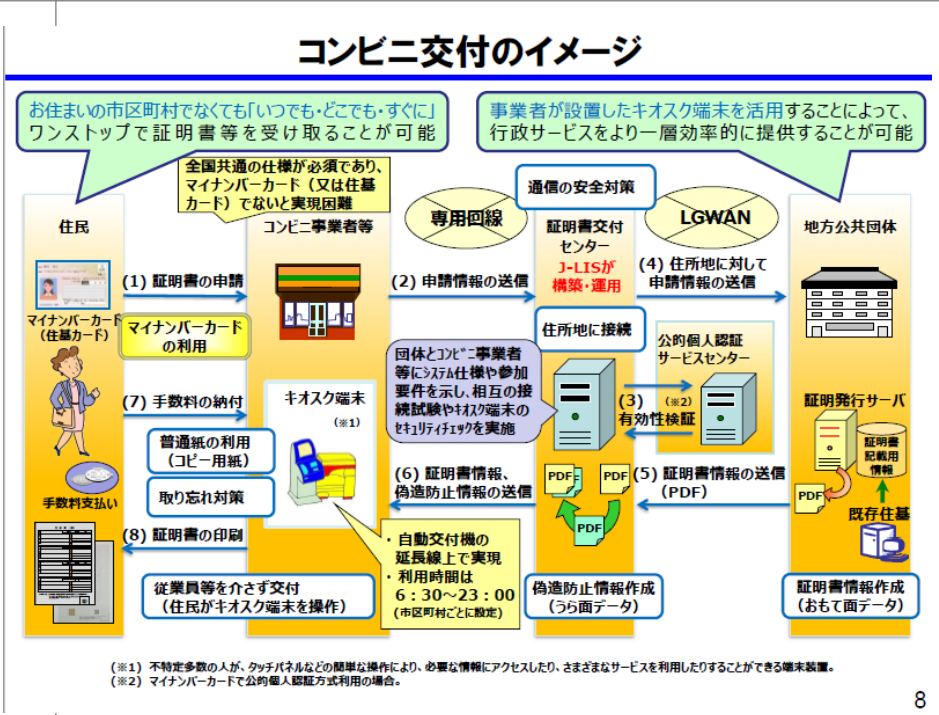 コンビニ交付のイメージ
お住まいの市区町村でなくても「いつでも・どこでも・すぐに」
ワンストップで証明書等を受け取ることが可能
事業者が設置したキオスク端末を活用することによって、
行政サービスをより一層効率的に提供することが可能
全国共通の仕様が必須であり、
マイナンバーカード（又は住基
カード）でないと実現困難
通信の安全対策
住民
コンビニ事業者等
専用回線
証明書交付
センター
J-LISが
構築・運用
LGWAN
地方公共団体
(1) 証明書の申請
(2) 申請情報の送信
(4) 住所地に対して
申請情報の送信
マイナンバーカード
（住基カード）
マイナンバーカード
の利用
住所地に接続
公的個人認証
サービスセンター
団体とｺﾝﾋﾞﾆ事業者
等にｼｽﾃﾑ仕様や参加
要件を示し、相互の接
続試験やｷｵｽｸ端末の
ｾｷｭﾘﾃｨﾁｪｯｸを実施
(3) (※2)
有効性検証
(7) 手数料の納付
キオスク端末
(※1)
証明発行サーバ
証明書
記載用
情報
普通紙の利用
（コピー用紙）
取り忘れ対策
手数料支払い
(6) 証明書情報、
偽造防止情報の送信
PDF
PDF
PDF
(5) 証明書情報の送信
（PDF）
PDF
既存住基
(8) 証明書の印刷
・自動交付機の
延長線上で実現
・利用時間は
6：30～23：00
(市区町村ごとに設定)
従業員等を介さず交付
（住民がキオスク端末を操作）
偽造防止情報作成
（うら面データ）
証明書情報作成
（おもて面データ）
(※1) 不特定多数の人が、タッチパネルなどの簡単な操作により、必要な情報にアクセスしたり、さまざまなサービスを利用したりすることができる端末装置。
(※2) マイナンバーカードで公的個人認証方式利用の場合。
8